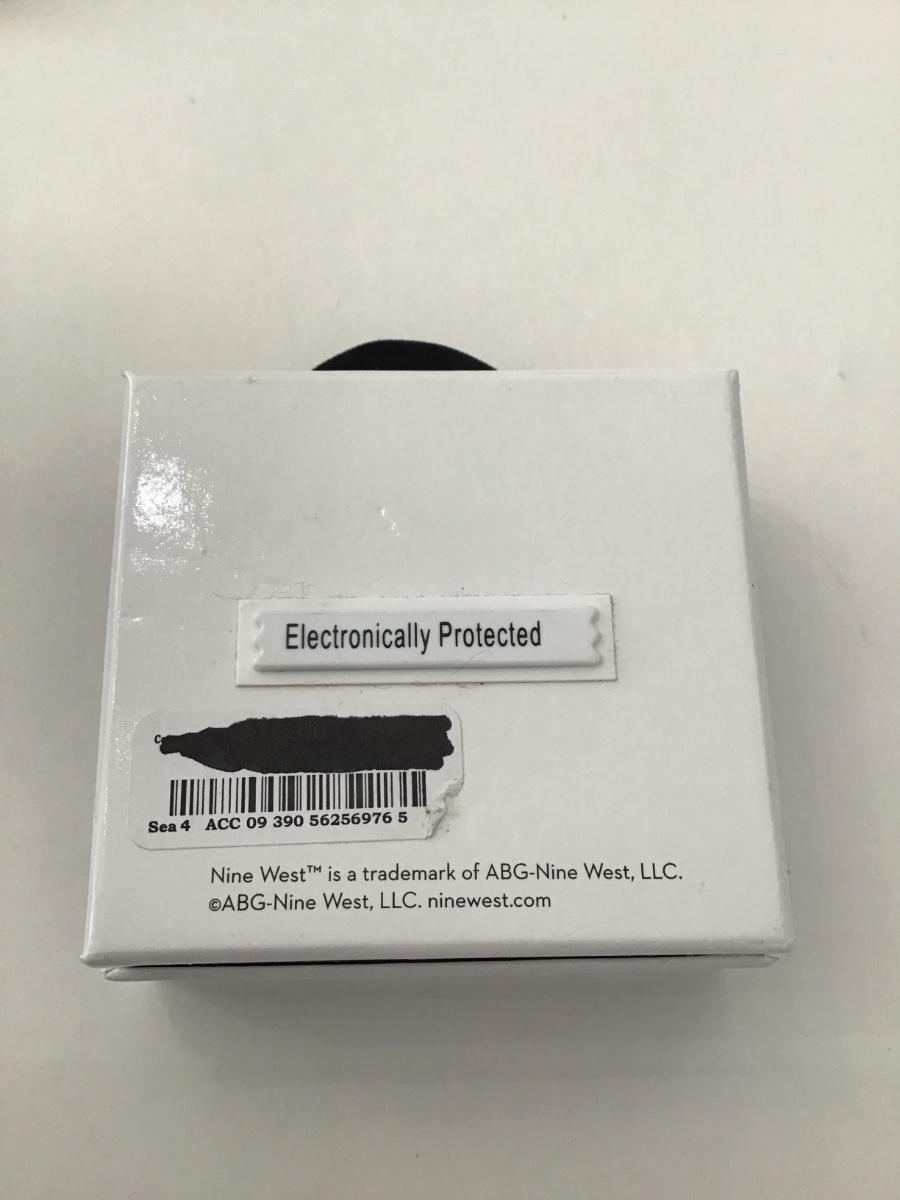 Electronically Protected
Sea 4 ACC 09 390 56256976 5
Nine West™ is a trademark of ABG-Nine West, LLC.
©ABG-Nine West, LLC. ninewest.com